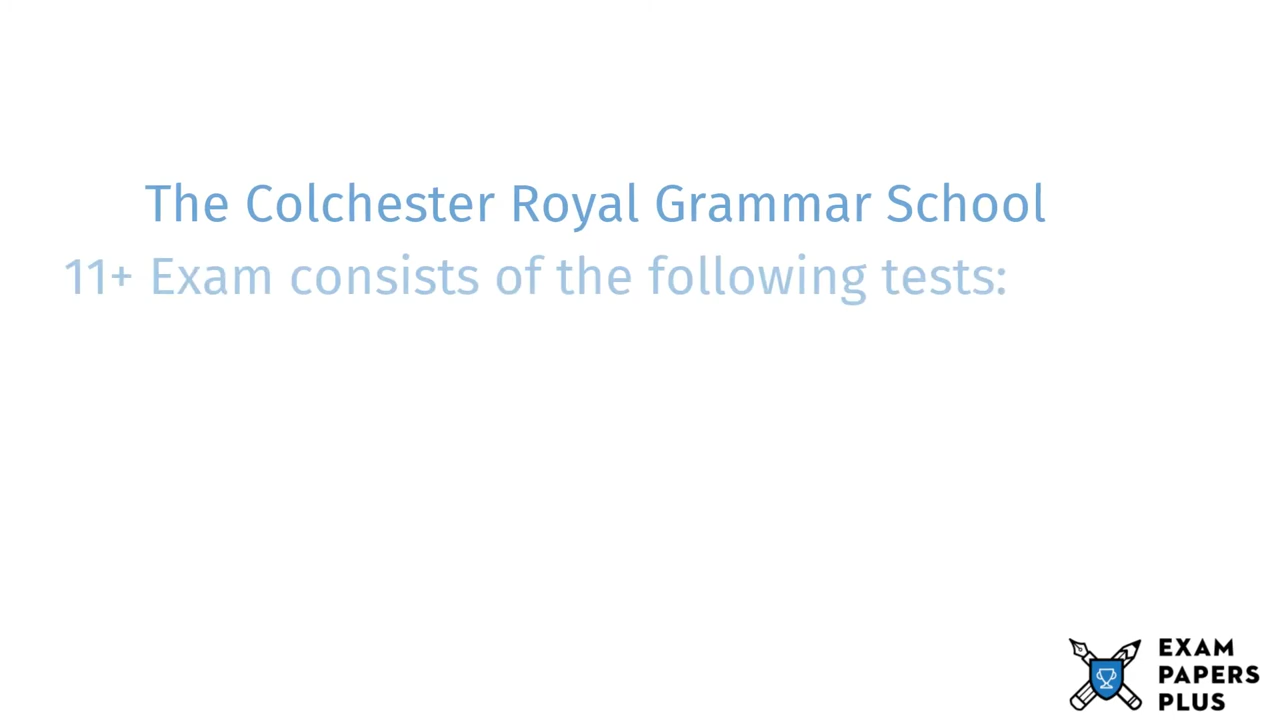 The Colchester Royal Grammar School
11+ Exam consists of the following tests:
EXAM
PAPERS
PLUS